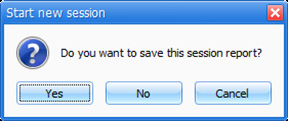 Start new session
Do you want to save this session report?
Yes No Cancel